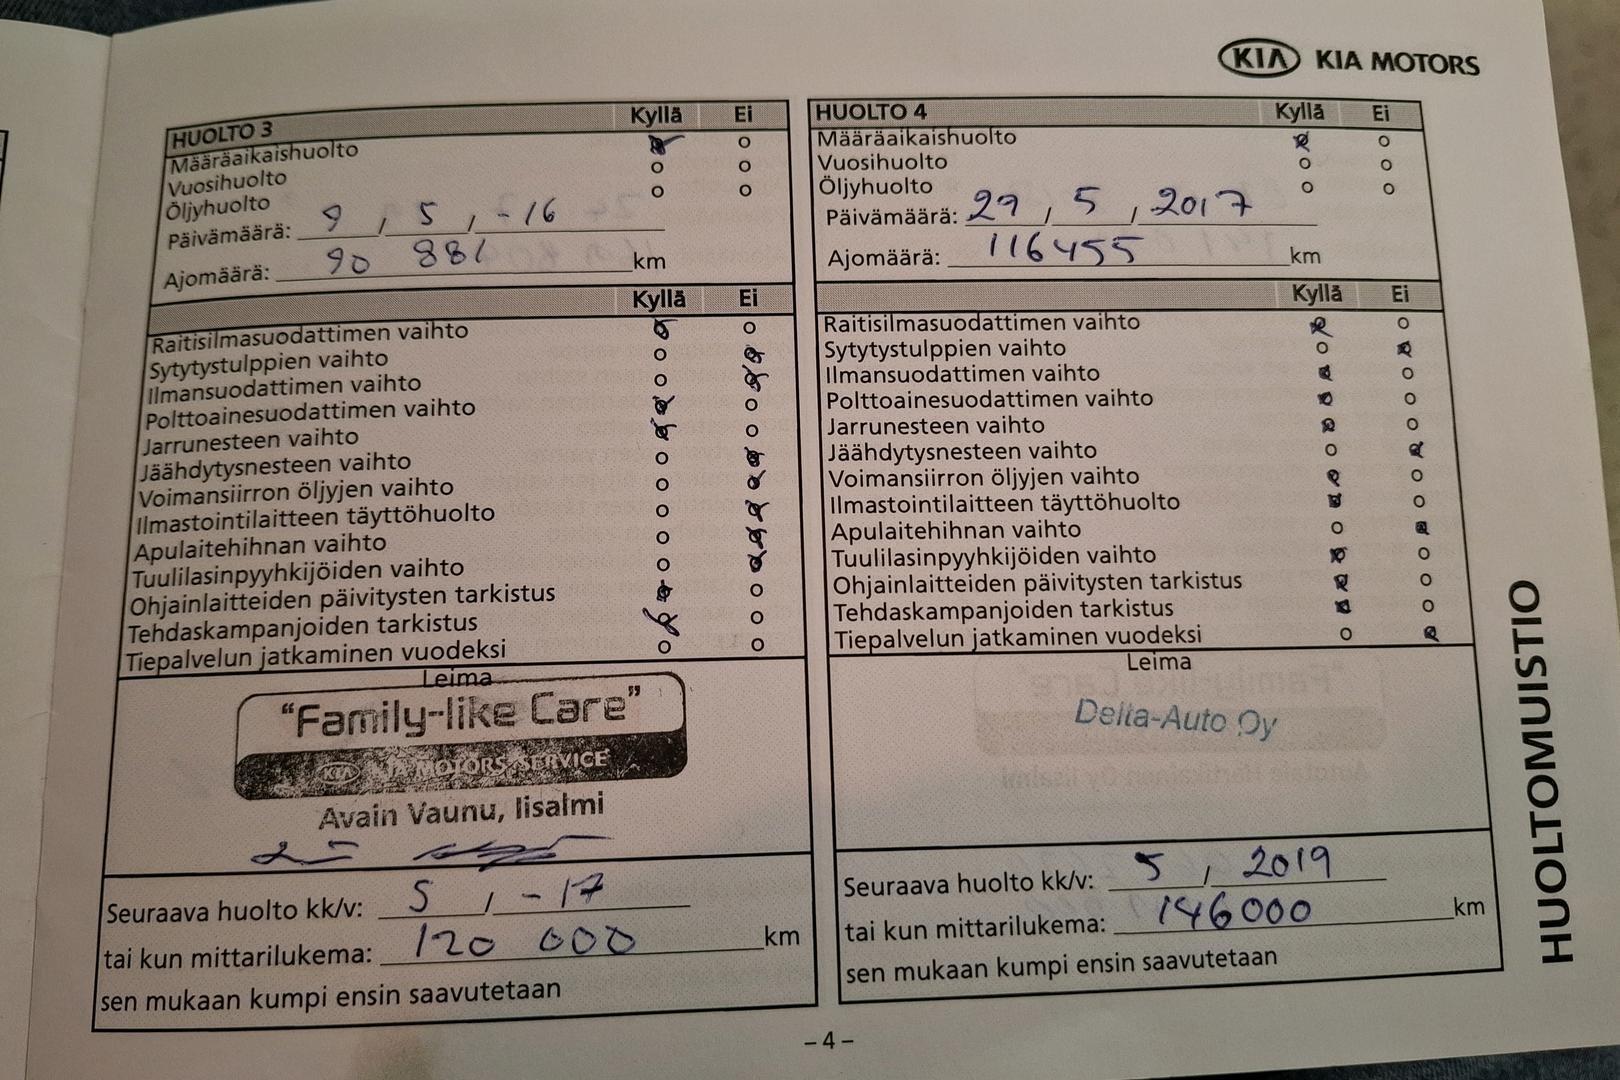 KIA KIA MOTORS
HUOLTO 3 Kyllä Ei
Määräaikaishuolto
Vuosihuolto
Öljyhuolto
Päivämäärä: 9 / 5 / -16
Ajomäärä: 90 881 km
Kyllä Ei
Raitisilmasuodattimen vaihto
Sytytystulppien vaihto
Ilmansuodattimen vaihto
Polttoainesuodattimen vaihto
Jarrunesteen vaihto
Jäähdytysnesteen vaihto
Voimansiirron öljyjen vaihto
Ilmastointilaitteen täyttöhuolto
Apulaitehihnan vaihto
Tuulilasinpyyhkijöiden vaihto
Ohjainlaitteiden päivitysten tarkistus
Tehdaskampanjoiden tarkistus
Tiepalvelun jatkaminen vuodeksi
Leima
"Family-like Care"
KIA KIA MOTORS SERVICE
Avain Vaunu, Iisalmi
Seuraava huolto kk/v: 5 / -17
tai kun mittarilukema: 120 000 km
sen mukaan kumpi ensin saavutetaan
HUOLTO 4 Kyllä Ei
Määräaikaishuolto
Vuosihuolto
Öljyhuolto
Päivämäärä: 29 / 5 / 2017
Ajomäärä: 116455 km
Kyllä Ei
Raitisilmasuodattimen vaihto
Sytytystulppien vaihto
Ilmansuodattimen vaihto
Polttoainesuodattimen vaihto
Jarrunesteen vaihto
Jäähdytysnesteen vaihto
Voimansiirron öljyjen vaihto
Ilmastointilaitteen täyttöhuolto
Apulaitehihnan vaihto
Tuulilasinpyyhkijöiden vaihto
Ohjainlaitteiden päivitysten tarkistus
Tehdaskampanjoiden tarkistus
Tiepalvelun jatkaminen vuodeksi
Leima
Delta-Auto Oy
Seuraava huolto kk/v: 5 / 2019
tai kun mittarilukema: 146000 km
sen mukaan kumpi ensin saavutetaan
HUOLTOMUISTIO
– 4 –